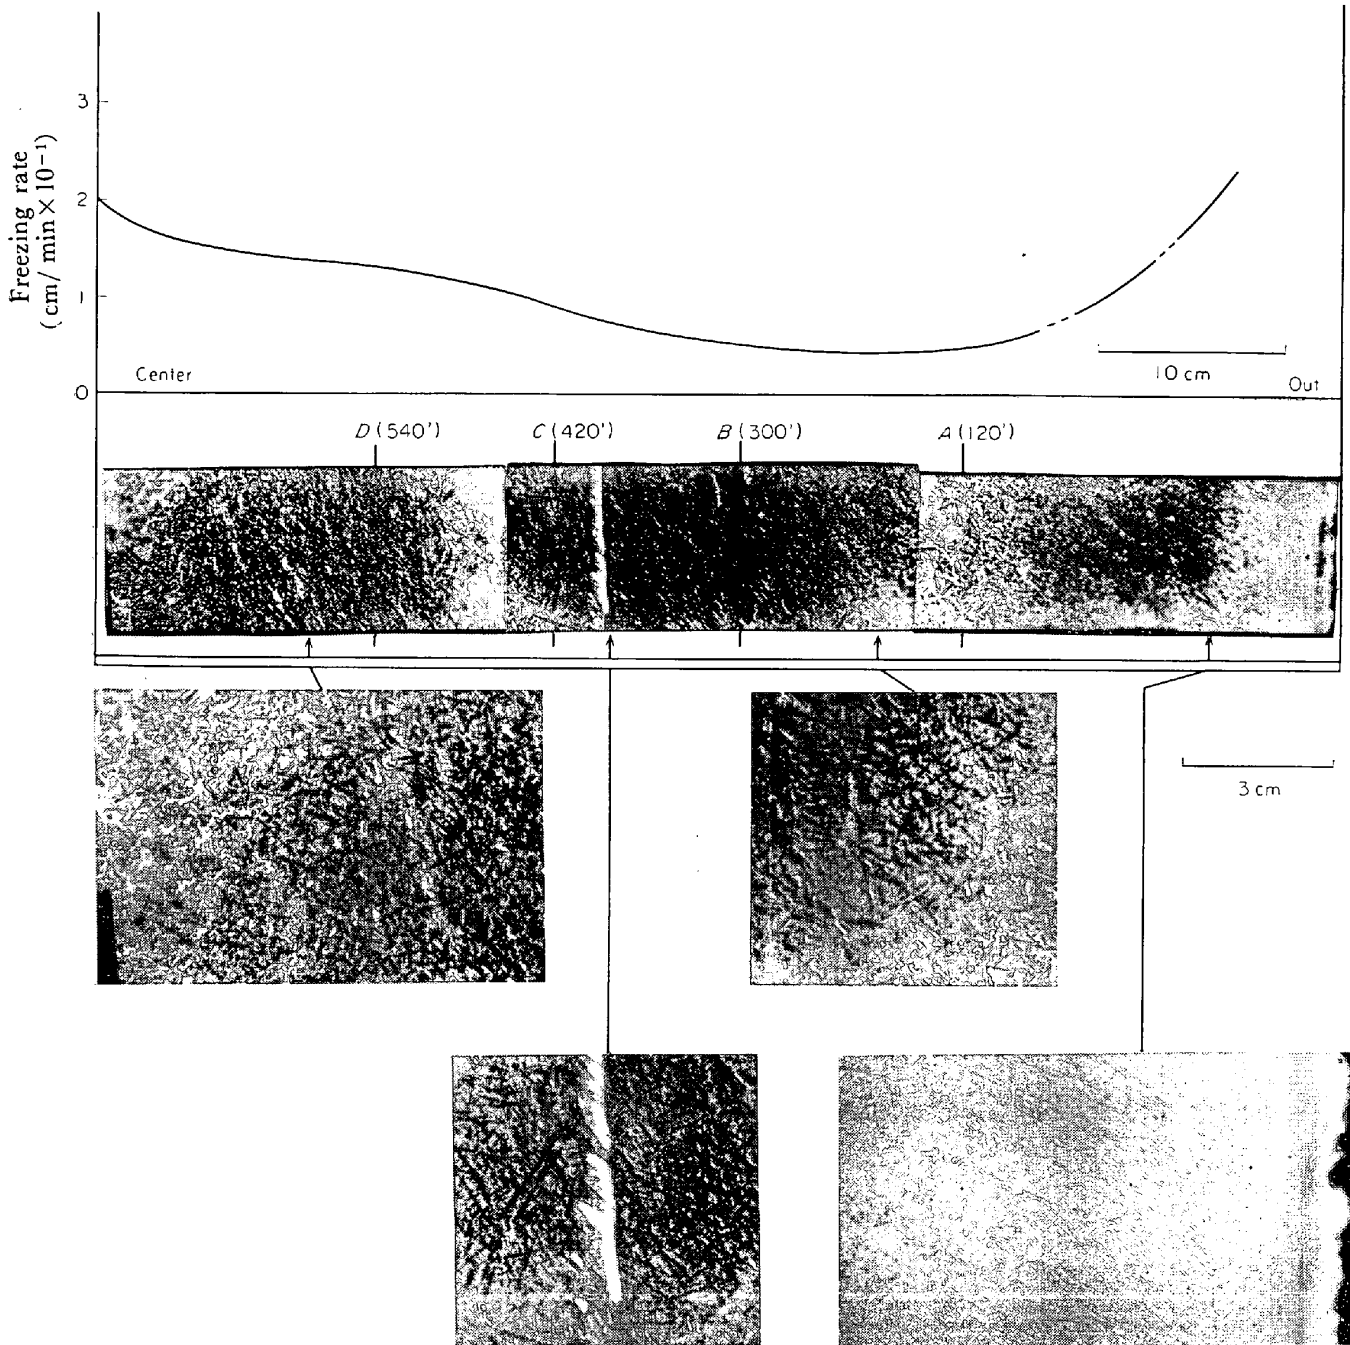 3
2
1
0
Freezing rate
(cm/ min × 10⁻¹)
Center
10 cm
Out
D (540')
C (420')
B (300')
A (120')
3 cm